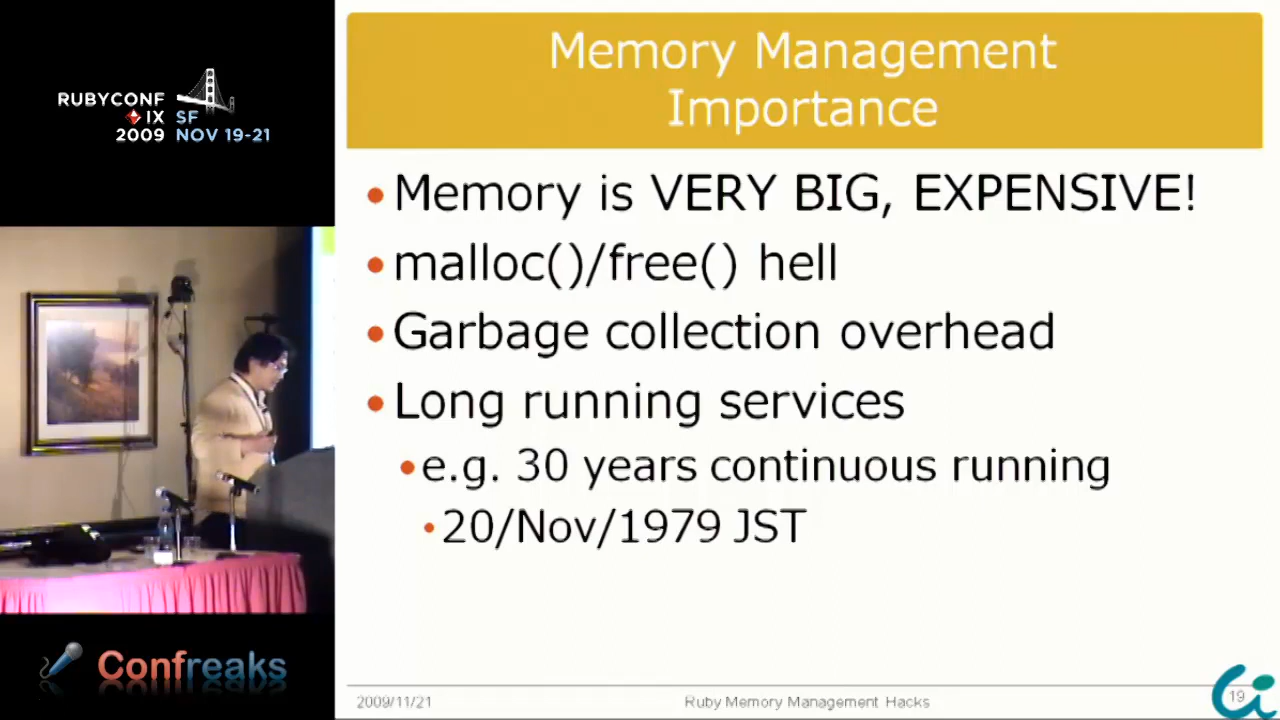 RUBYCONF
IX SF
2009 NOV 19-21
Memory Management
Importance
• Memory is VERY BIG, EXPENSIVE!
• malloc()/free() hell
• Garbage collection overhead
• Long running services
• e.g. 30 years continuous running
• 20/Nov/1979 JST
Confreaks
2009/11/21 Ruby Memory Management Hacks 19